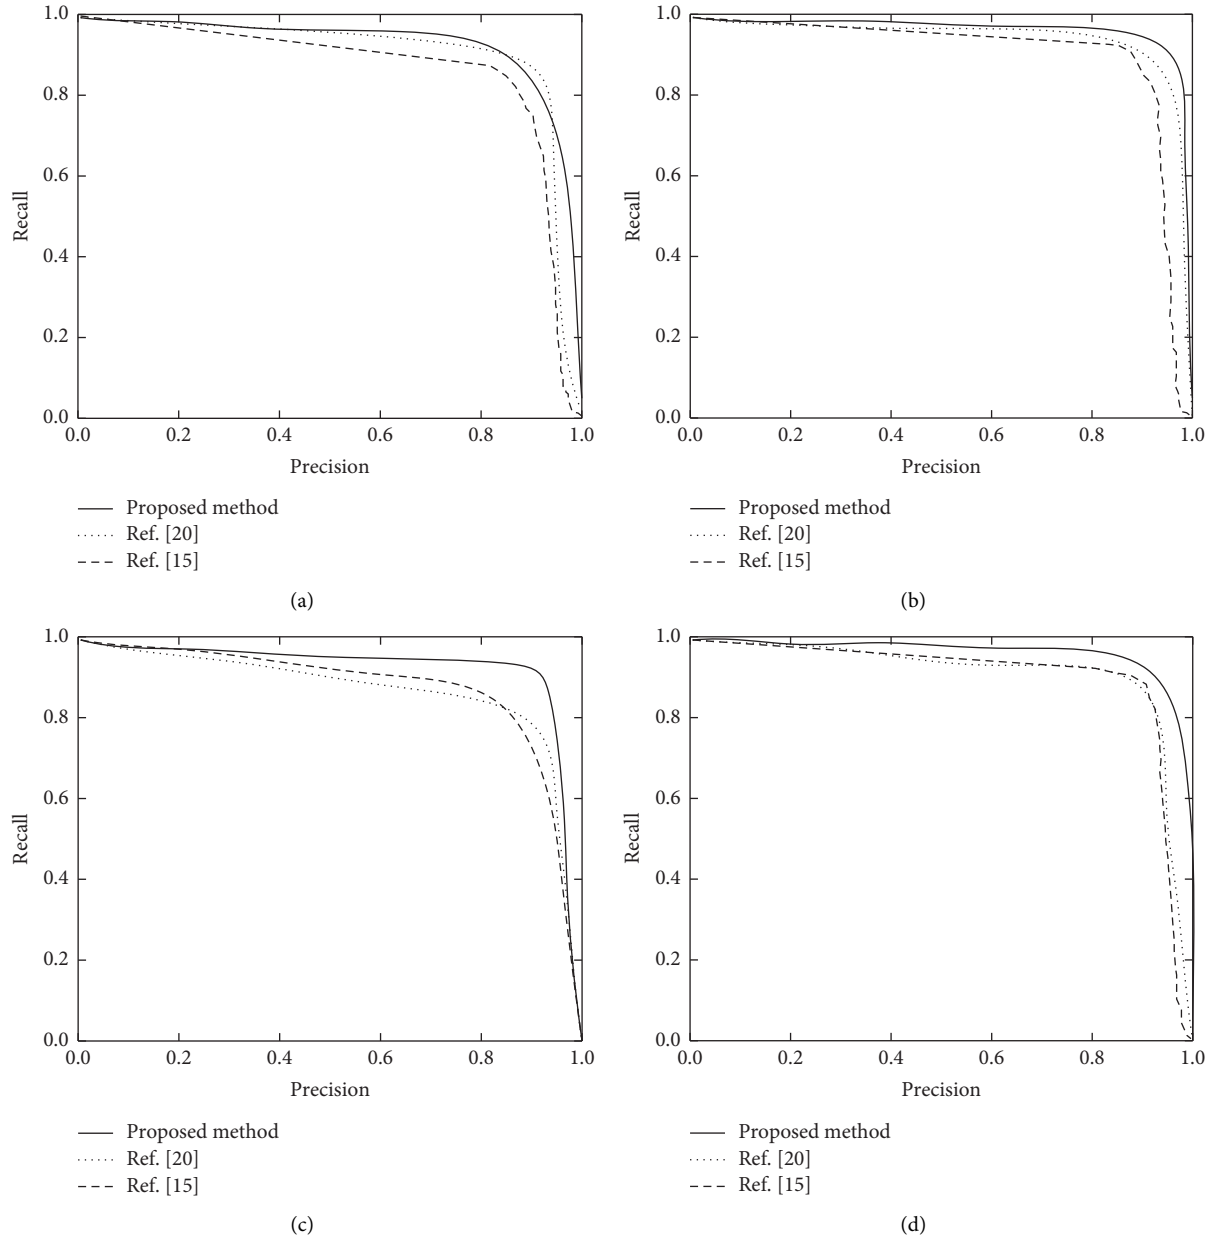 1.0
0.8
0.6
0.4
0.2
0.0
Recall
0.0 0.2 0.4 0.6 0.8 1.0
Precision
Proposed method
Ref. [20]
Ref. [15]
(a)
1.0
0.8
0.6
0.4
0.2
0.0
Recall
0.0 0.2 0.4 0.6 0.8 1.0
Precision
Proposed method
Ref. [20]
Ref. [15]
(b)
1.0
0.8
0.6
0.4
0.2
0.0
Recall
0.0 0.2 0.4 0.6 0.8 1.0
Precision
Proposed method
Ref. [20]
Ref. [15]
(c)
1.0
0.8
0.6
0.4
0.2
0.0
Recall
0.0 0.2 0.4 0.6 0.8 1.0
Precision
Proposed method
Ref. [20]
Ref. [15]
(d)